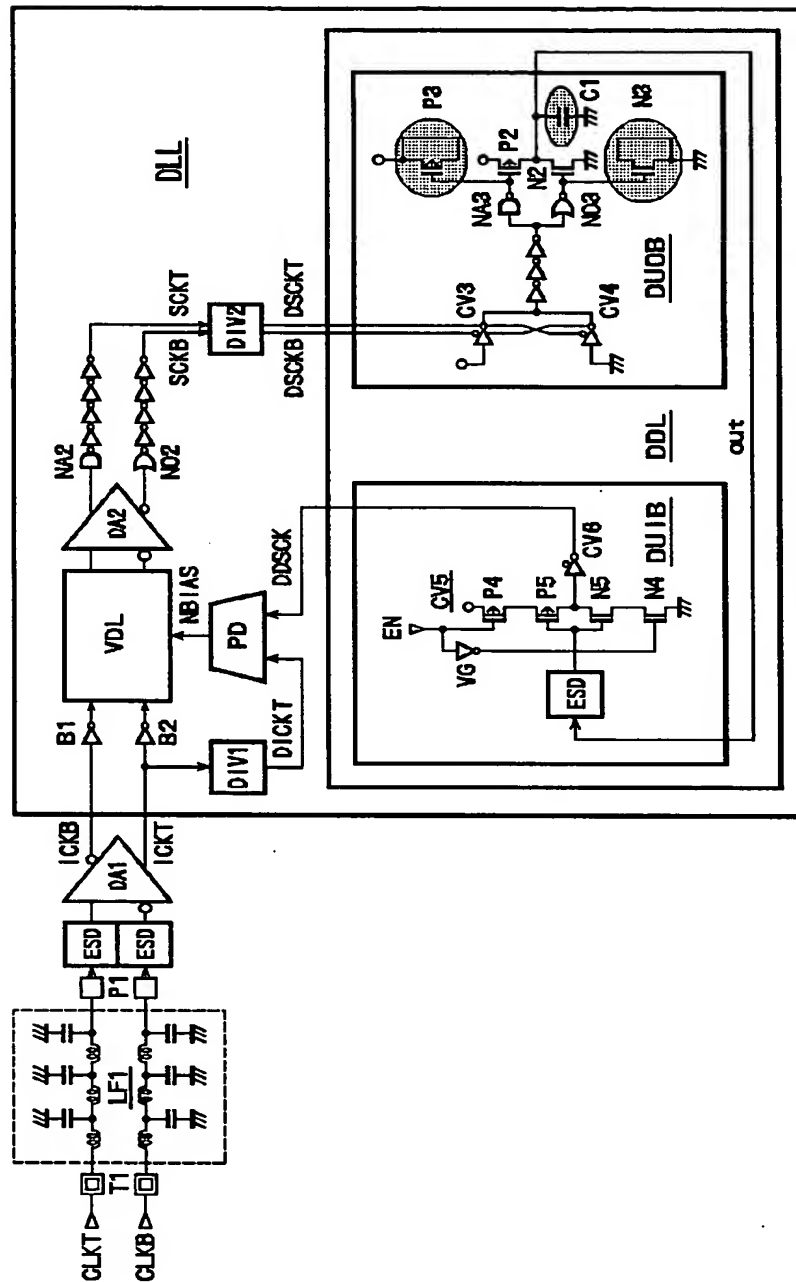 CLKT
CLKB
T1
LF1
P1
ESD
ESD
DA1
ICKB
ICKT
B1
B2
VDL
DA2
NA2
NO2
SCKT
SCKB
DLL
DIV1
DICKT
PD
NBIAS
DDSCK
DIV2
DSCKB
DSCKT
DDL
DUIB
EN
VG
CV5
P4
P5
N5
N4
CV6
ESD
out
DUOB
CV3
CV4
NA3
NO3
P2
N2
P3
C1
N3